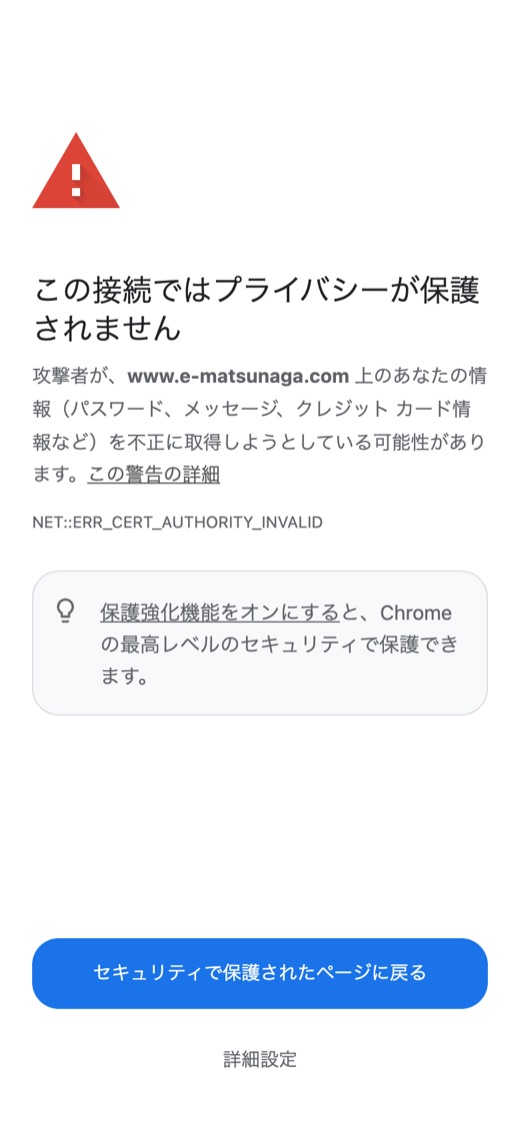 この接続ではプライバシーが保護
されません
攻撃者が、www.e-matsunaga.com 上のあなたの情
報（パスワード、メッセージ、クレジット カード情
報など）を不正に取得しようとしている可能性があり
ます。この警告の詳細
NET::ERR_CERT_AUTHORITY_INVALID
保護強化機能をオンにすると、Chrome
の最高レベルのセキュリティで保護でき
ます。
セキュリティで保護されたページに戻る
詳細設定